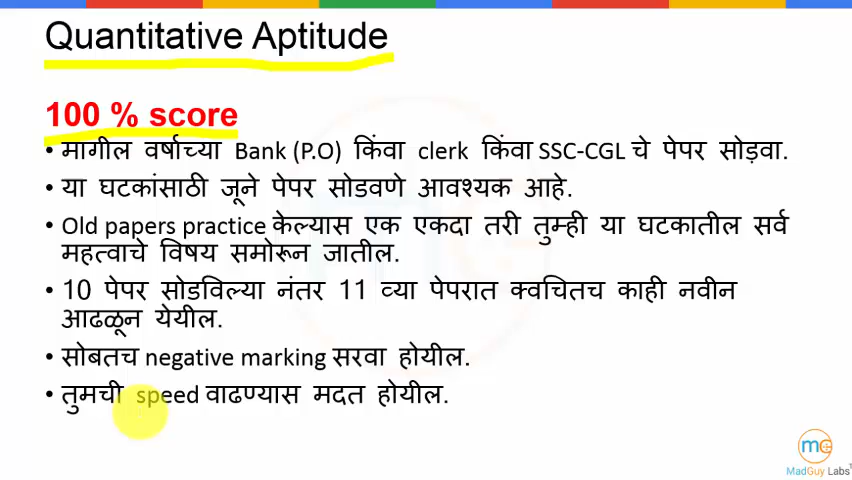 Quantitative Aptitude
100 % score
• मागील वर्षाच्या Bank (P.O) किंवा clerk किंवा SSC-CGL चे पेपर सोड़वा.
• या घटकांसाठी जूने पेपर सोडवणे आवश्यक आहे.
• Old papers practice केल्यास एक एकदा तरी तुम्ही या घटकातील सर्व
महत्वाचे विषय समोरून जातील.
• 10 पेपर सोडविल्या नंतर 11 व्या पेपरात क्वचितच काही नवीन
आढळून येयील.
• सोबतच negative marking सरवा होयील.
• तुमची speed वाढण्यास मदत होयील.
me
MadGuy Labs